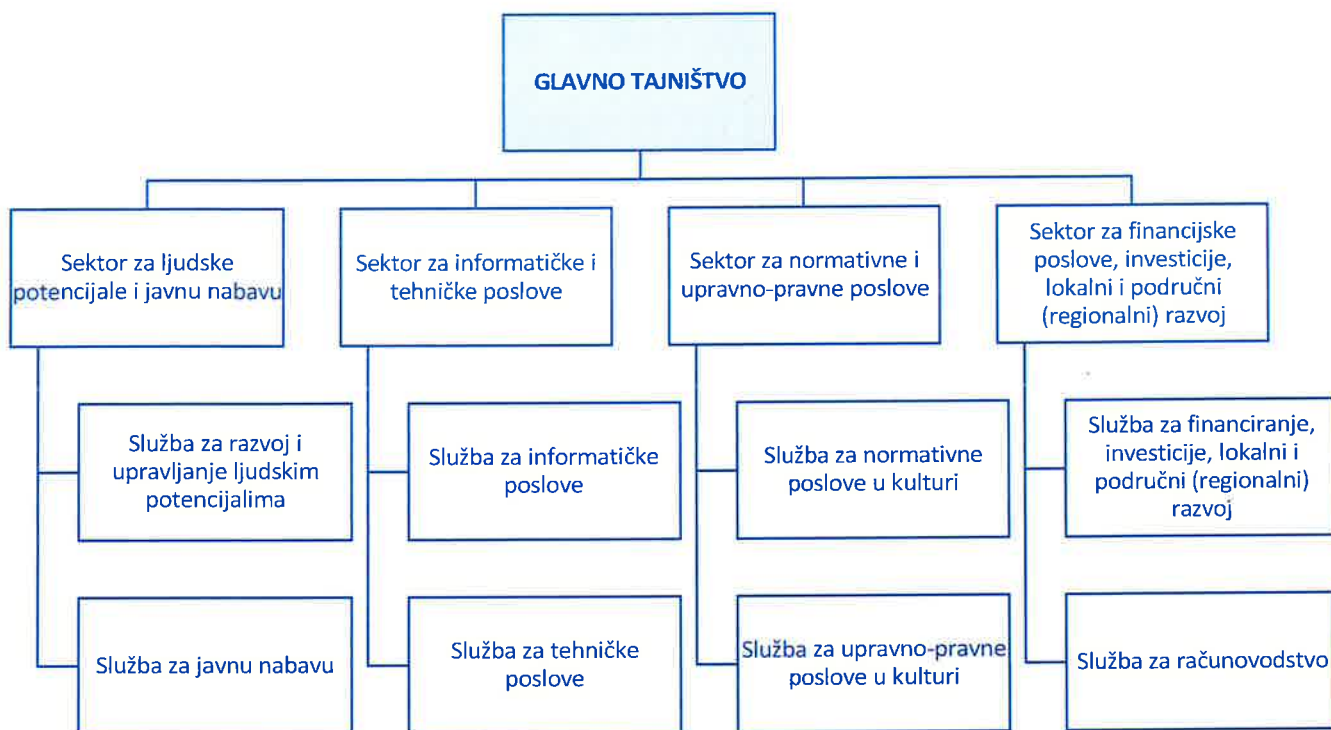 GLAVNO TAJNIŠTVO
Sektor za ljudske
potencijale i javnu nabavu
Sektor za informatičke i
tehničke poslove
Sektor za normativne i
upravno-pravne poslove
Sektor za financijske
poslove, investicije,
lokalni i područni
(regionalni) razvoj
Služba za razvoj i
upravljanje ljudskim
potencijalima
Služba za informatičke
poslove
Služba za normativne
poslove u kulturi
Služba za financiranje,
investicije, lokalni i
područni (regionalni)
razvoj
Služba za javnu nabavu
Služba za tehničke
poslove
Služba za upravno-pravne
poslove u kulturi
Služba za računovodstvo